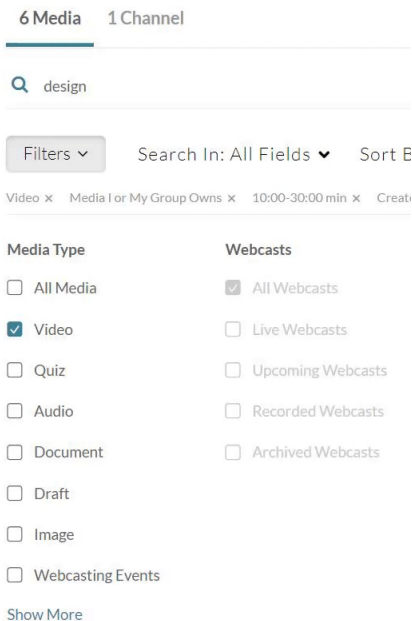 6 Media 1 Channel
design
Filters Search In: All Fields Sort B
Video × Media I or My Group Owns × 10:00-30:00 min × Create
Media Type Webcasts
All Media All Webcasts
Video Live Webcasts
Quiz Upcoming Webcasts
Audio Recorded Webcasts
Document Archived Webcasts
Draft
Image
Webcasting Events
Show More